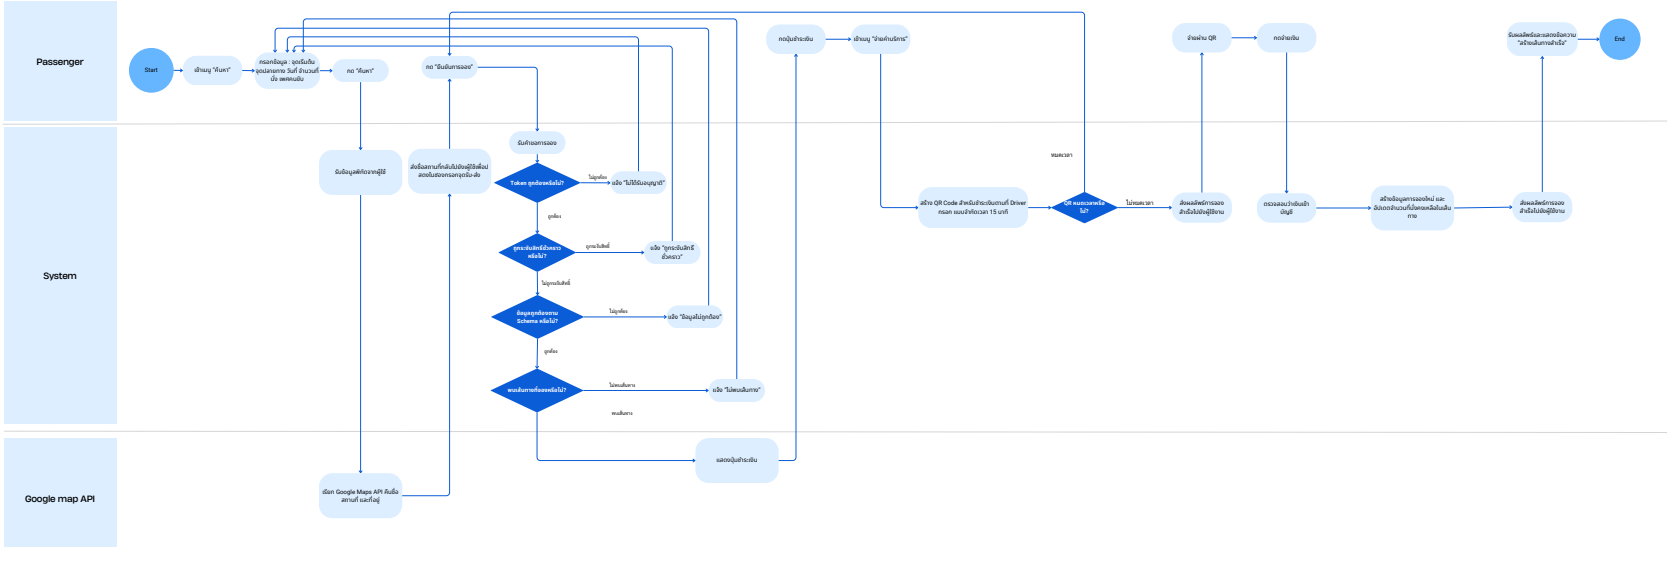 Passenger
Start
เข้าเมนู "ค้นหา"
กรอกข้อมูล : จุดเริ่มต้น
จุดปลายทาง วันที่ จำนวนที่
นั่ง เพศคนขับ
กด "ค้นหา"
กด "ยืนยันการจอง"
กดปุ่มชำระเงิน
เข้าเมนู "จ่ายค่าบริการ"
จ่ายผ่าน QR
กดจ่ายเงิน
รับผลลัพธ์และแสดงข้อความ
"สร้างเส้นทางสำเร็จ"
End
System
รับข้อมูลพิกัดจากผู้ใช้
ส่งชื่อสถานที่กลับไปยังผู้ใช้เพื่อแ
สดงในช่องกรอกจุดรับ-ส่ง
รับคำขอการจอง
Token ถูกต้องหรือไม่?
ไม่ถูกต้อง
แจ้ง "ไม่ได้รับอนุญาต"
ถูกต้อง
ถูกระงับสิทธิ์ชั่วคราว
หรือไม่?
ถูกระงับสิทธิ์
แจ้ง "ถูกระงับสิทธิ์
ชั่วคราว"
ไม่ถูกระงับสิทธิ์
ข้อมูลถูกต้องตาม
Schema หรือไม่?
ไม่ถูกต้อง
แจ้ง "ข้อมูลไม่ถูกต้อง"
ถูกต้อง
พบเส้นทางที่จองหรือไม่?
ไม่พบเส้นทาง
แจ้ง "ไม่พบเส้นทาง"
พบเส้นทาง
สร้าง QR Code สำหรับชำระเงินตามที่ Driver
กรอก แบบจำกัดเวลา 15 นาที
หมดเวลา
QR หมดเวลาหรือ
ไม่?
ไม่หมดเวลา
ส่งผลลัพธ์การจอง
สำเร็จไปยังผู้ใช้งาน
ตรวจสอบว่าเงินเข้า
บัญชี
สร้างข้อมูลการจองใหม่ และ
อัปเดตจำนวนที่นั่งคงเหลือในเส้น
ทาง
ส่งผลลัพธ์การจอง
สำเร็จไปยังผู้ใช้งาน
Google map API
เรียก Google Maps API คืนชื่อ
สถานที่ และที่อยู่
แสดงปุ่มชำระเงิน